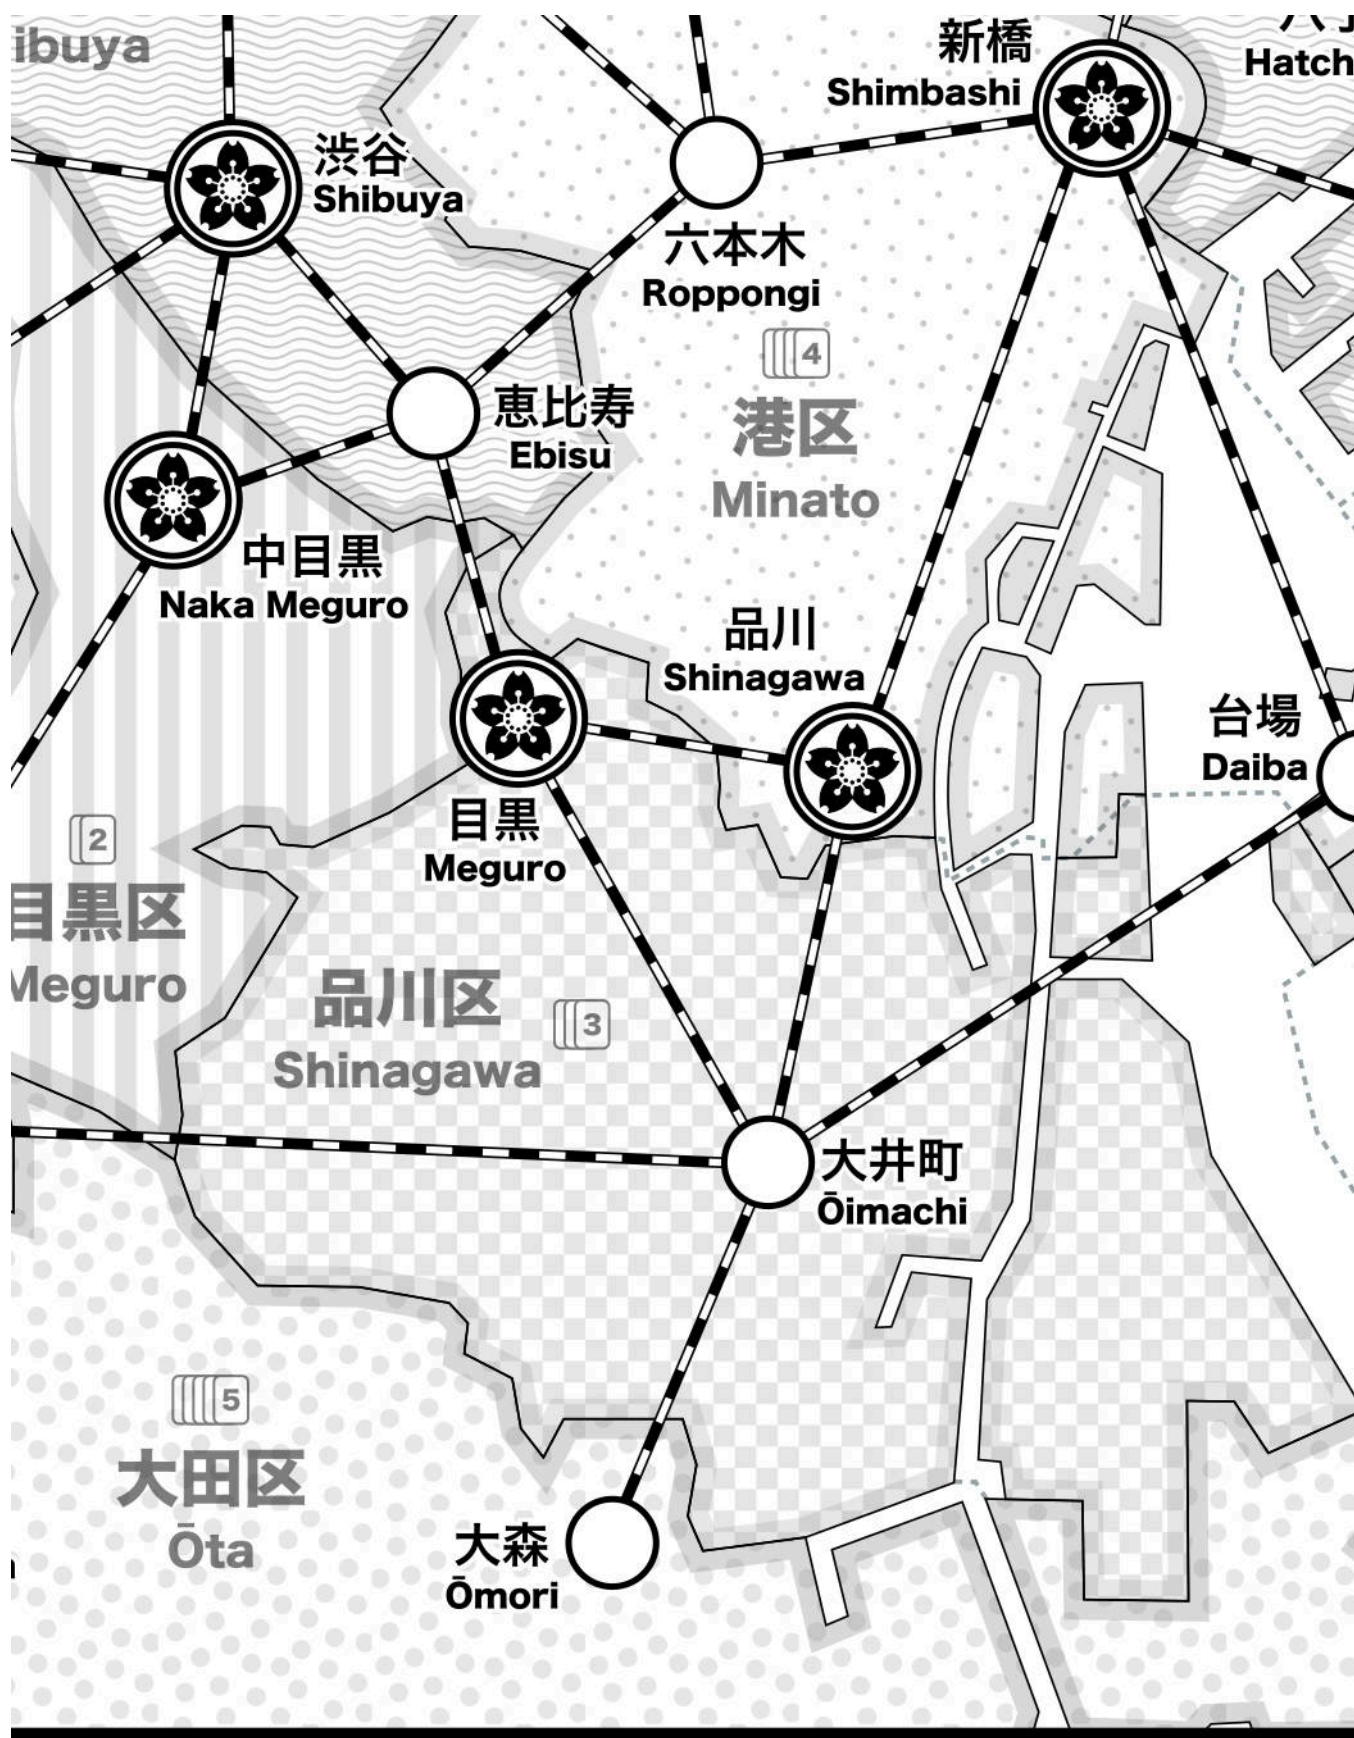 ibuya
新橋
Shimbashi
Hatch
渋谷
Shibuya
六本木
Roppongi
4
港区
Minato
恵比寿
Ebisu
中目黒
Naka Meguro
品川
Shinagawa
台場
Daiba
目黒
Meguro
2
目黒区
Meguro
品川区
Shinagawa
3
大井町
Ōimachi
5
大田区
Ōta
大森
Ōmori